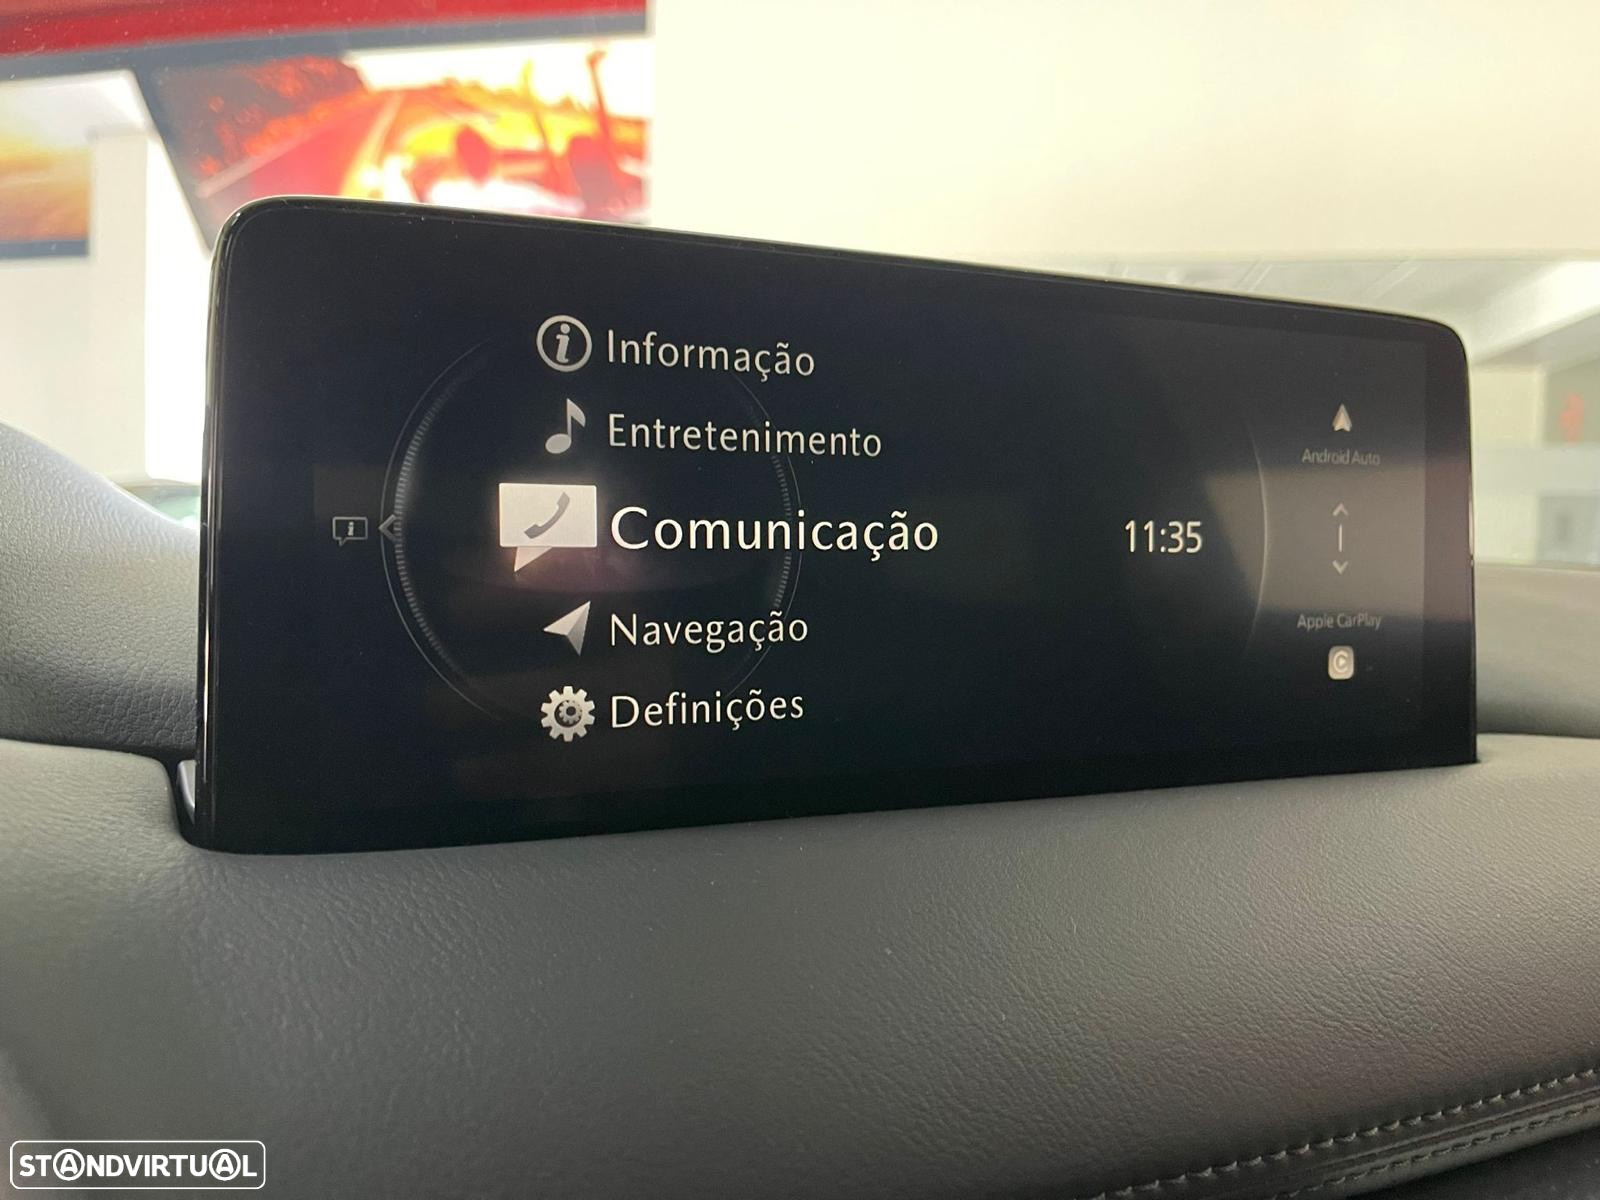 Informação
Entretenimento
Comunicação
Navegação
Definições
11:35
Android Auto
Apple CarPlay
STANDVIRTUAL